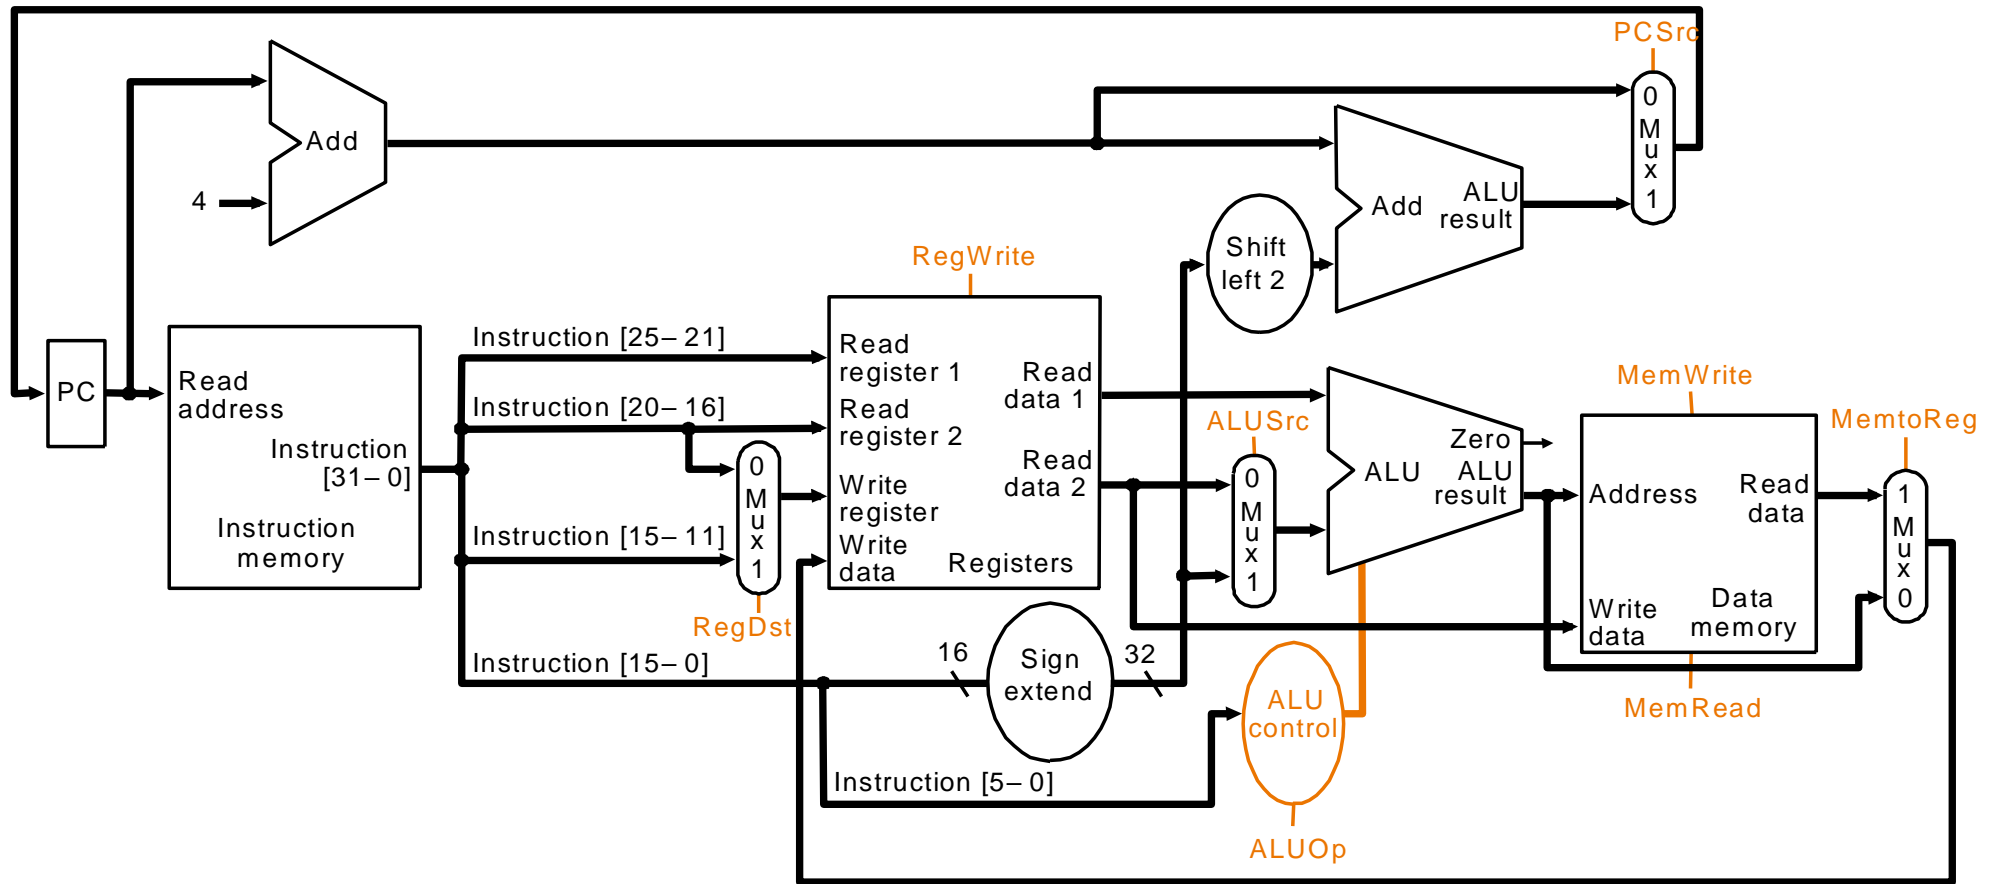 PCSrc
0
M
u
x
1
Add
4
Add
ALU
result
Shift
left 2
RegWrite
PC
Read
address
Instruction
[31–0]
Instruction
memory
Instruction [25–21]
Instruction [20–16]
Instruction [15–11]
Instruction [15–0]
Instruction [5–0]
0
M
u
x
1
RegDst
Read
register 1
Read
register 2
Write
register
Write
data
Read
data 1
Read
data 2
Registers
16
Sign
extend
32
ALUSrc
0
M
u
x
1
ALU
Zero
ALU
result
ALU
control
ALUOp
MemWrite
Address
Read
data
Write
data
Data
memory
MemRead
MemtoReg
1
M
u
x
0